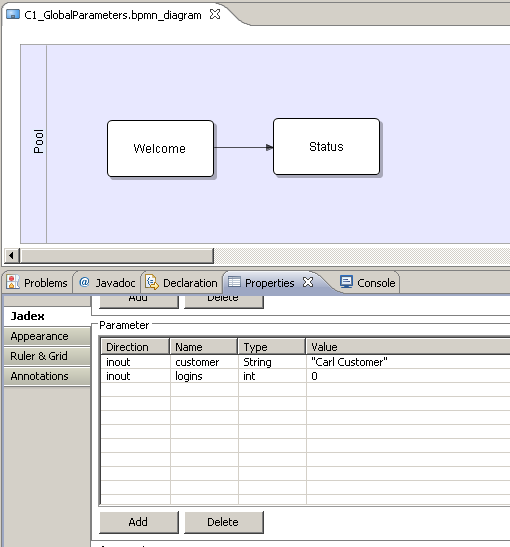 C1_GlobalParameters.bpmn_diagram
Pool
Welcome
Status
Problems @ Javadoc Declaration Properties Console
Add Delete
Jadex
Appearance
Ruler & Grid
Annotations
Parameter
Direction Name Type Value
inout customer String "Carl Customer"
inout logins int 0
Add Delete